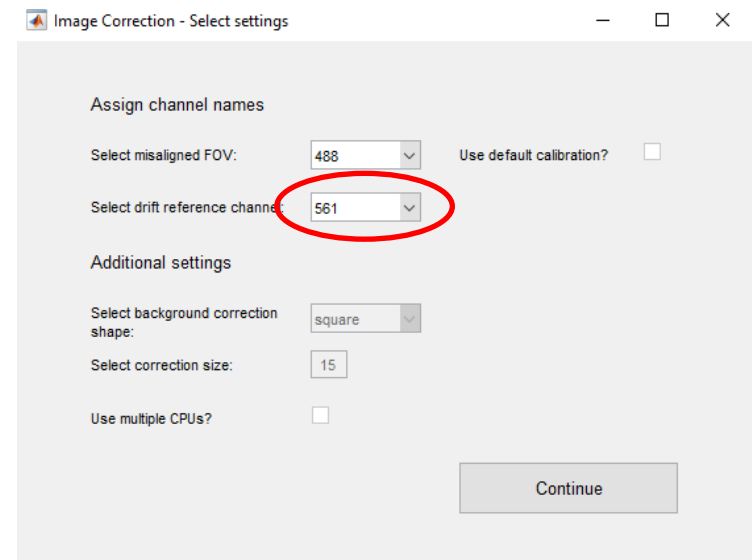 Image Correction - Select settings
Assign channel names
Select misaligned FOV: 488 Use default calibration?
Select drift reference channel: 561
Additional settings
Select background correction
shape: square
Select correction size: 15
Use multiple CPUs?
Continue